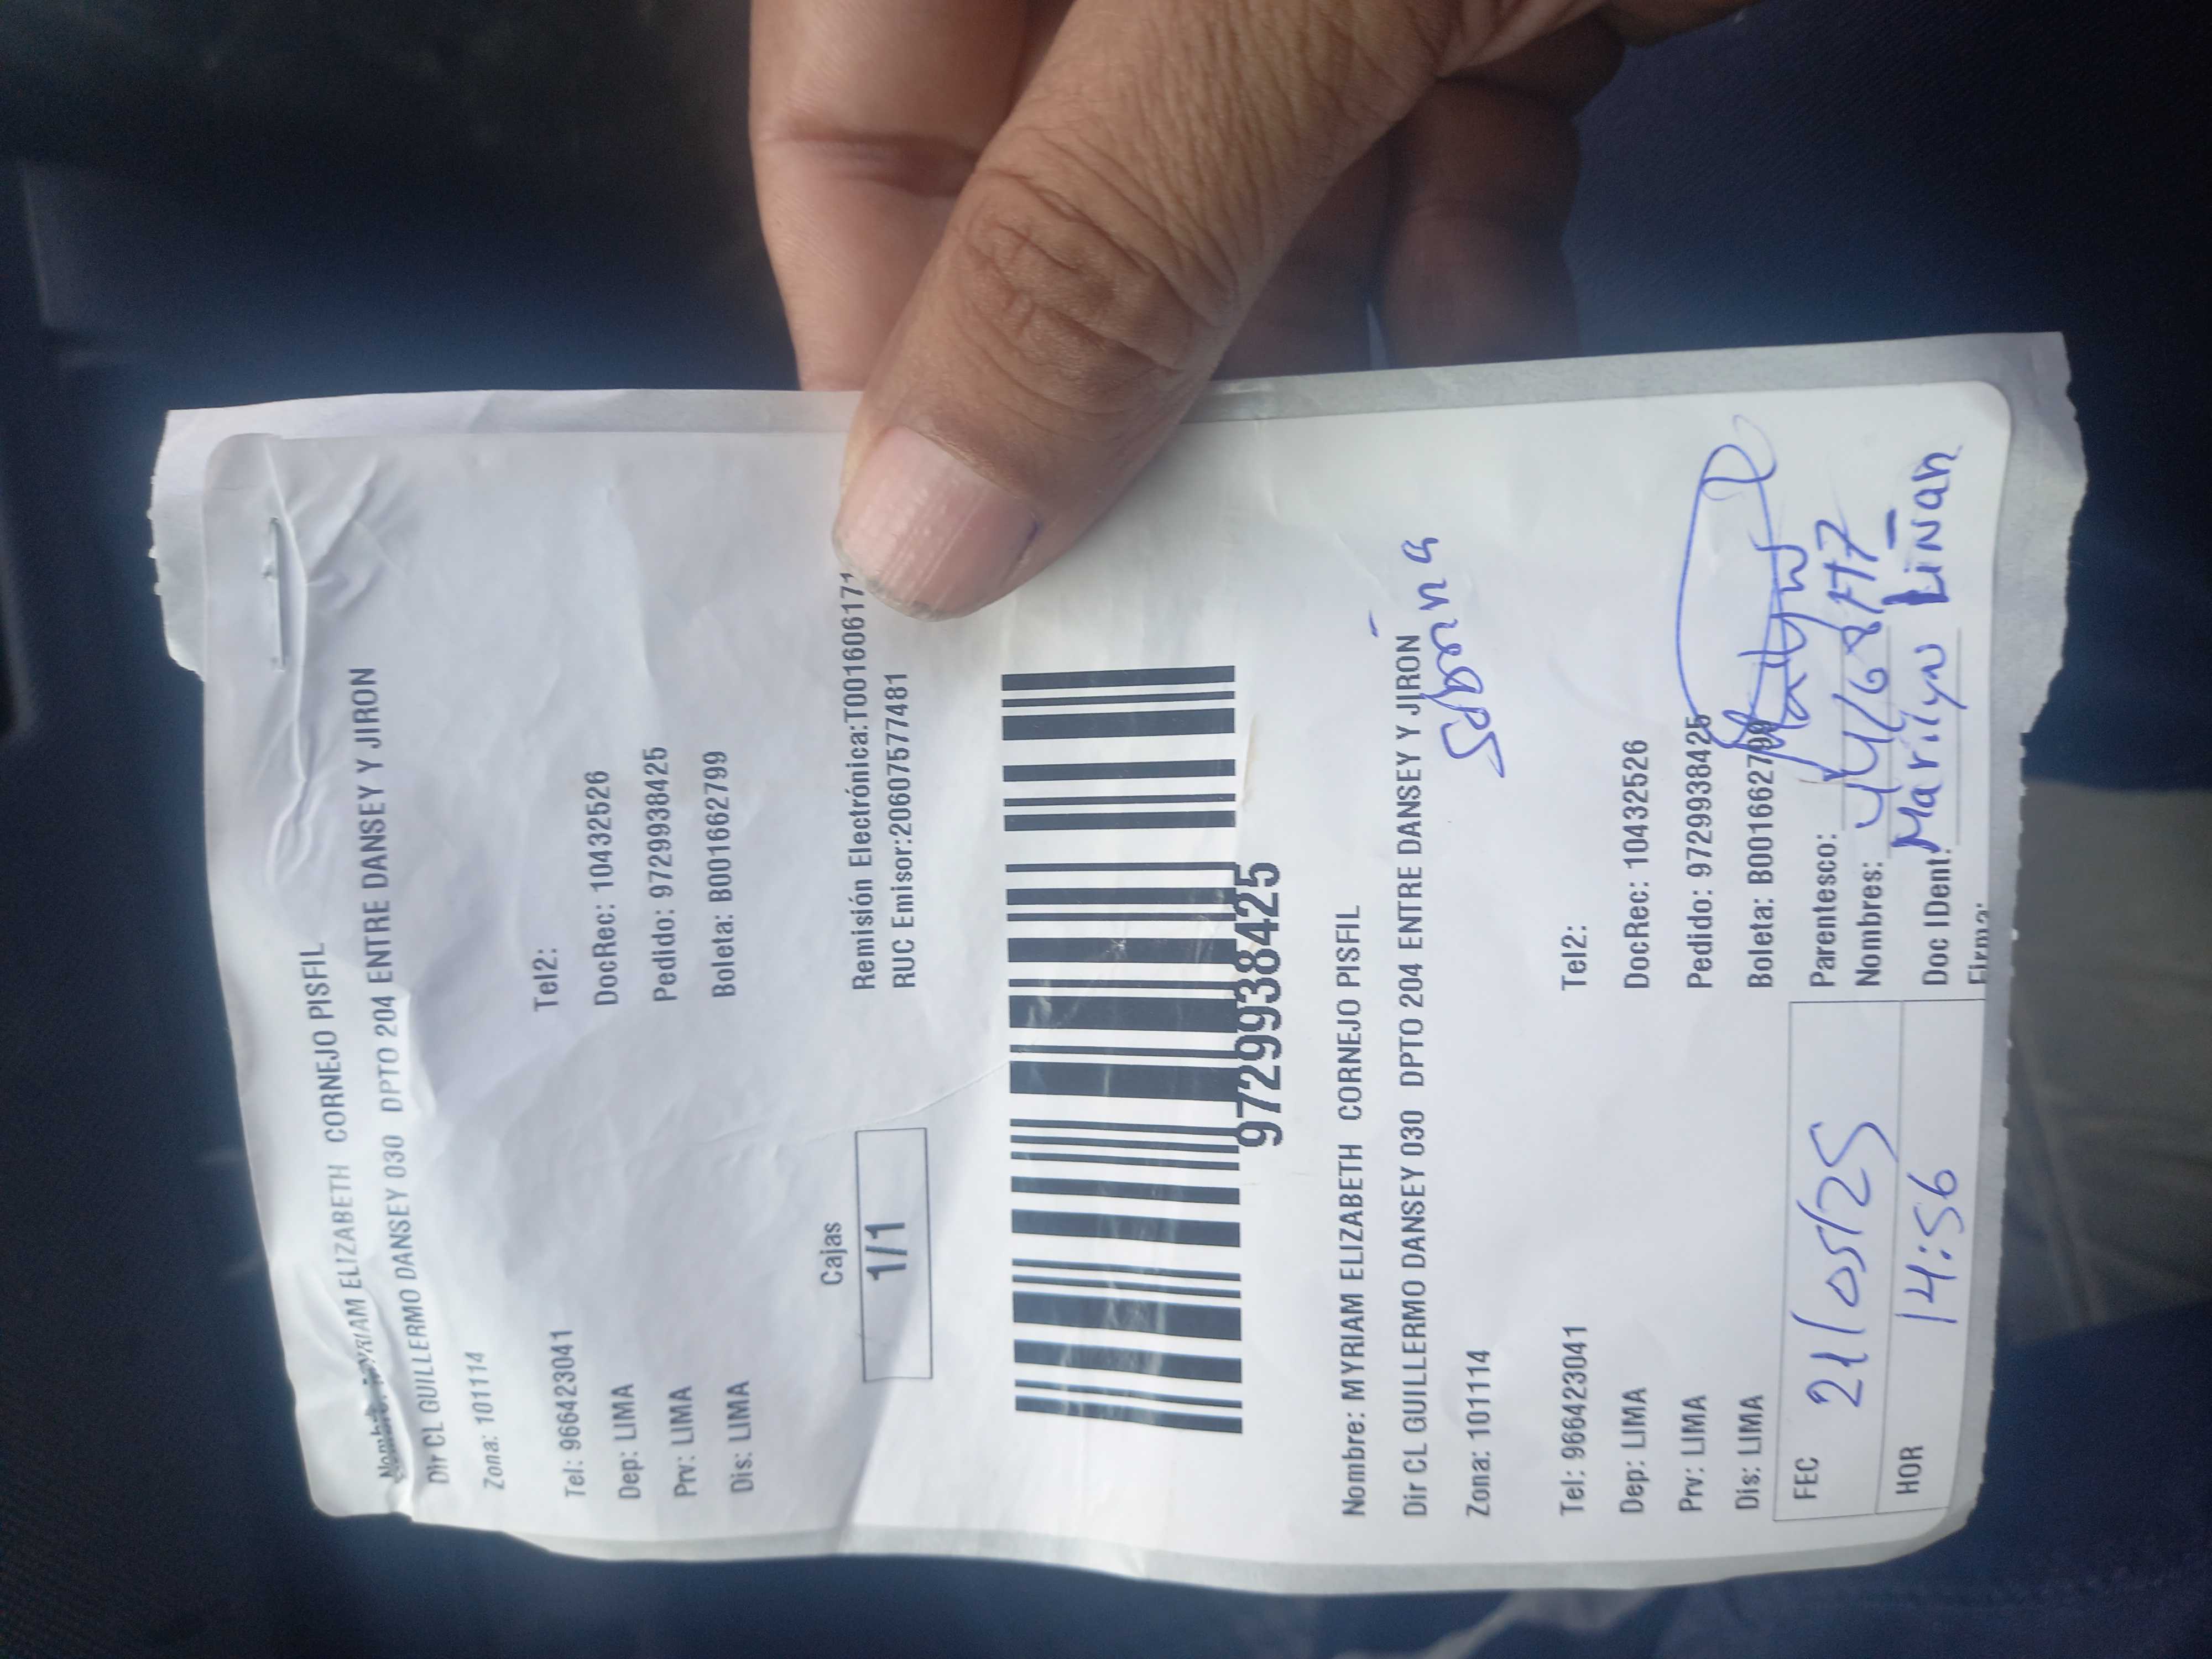 Nombre: MYRIAM ELIZABETH CORNEJO PISFIL
Dir CL GUILLERMO DANSEY 030 DPTO 204 ENTRE DANSEY Y JIRON
Zona: 101114
Tel: 966423041 Tel2:
Dep: LIMA DocRec: 10432526
Prv: LIMA Pedido: 9729938425
Dis: LIMA Boleta: B001662799
Cajas
1/1
Remisión Electrónica:T00160617
RUC Emisor:20607577481
9729938425
Nombre: MYRIAM ELIZABETH CORNEJO PISFIL
Dir CL GUILLERMO DANSEY 030 DPTO 204 ENTRE DANSEY Y JIRON
Zona: 101114
Tel: 966423041 Tel2:
Dep: LIMA DocRec: 10432526
Prv: LIMA Pedido: 9729938425
Dis: LIMA Boleta: B001662799
FEC 21/05/25 Parentesco:
Nombres:
HOR 14:56 Doc IDent: Marilyn Liñan
Firma: